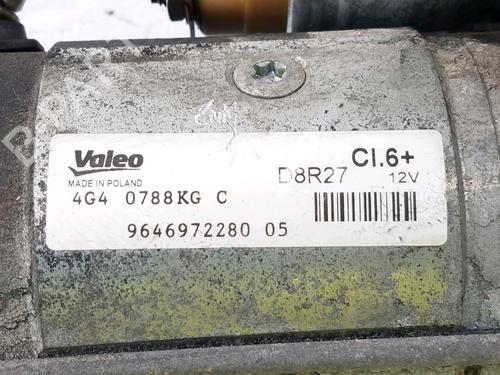 Valeo
MADE IN POLAND
Cl.6+
D8R27 12V
4G4 0788KG C
9646972280 05